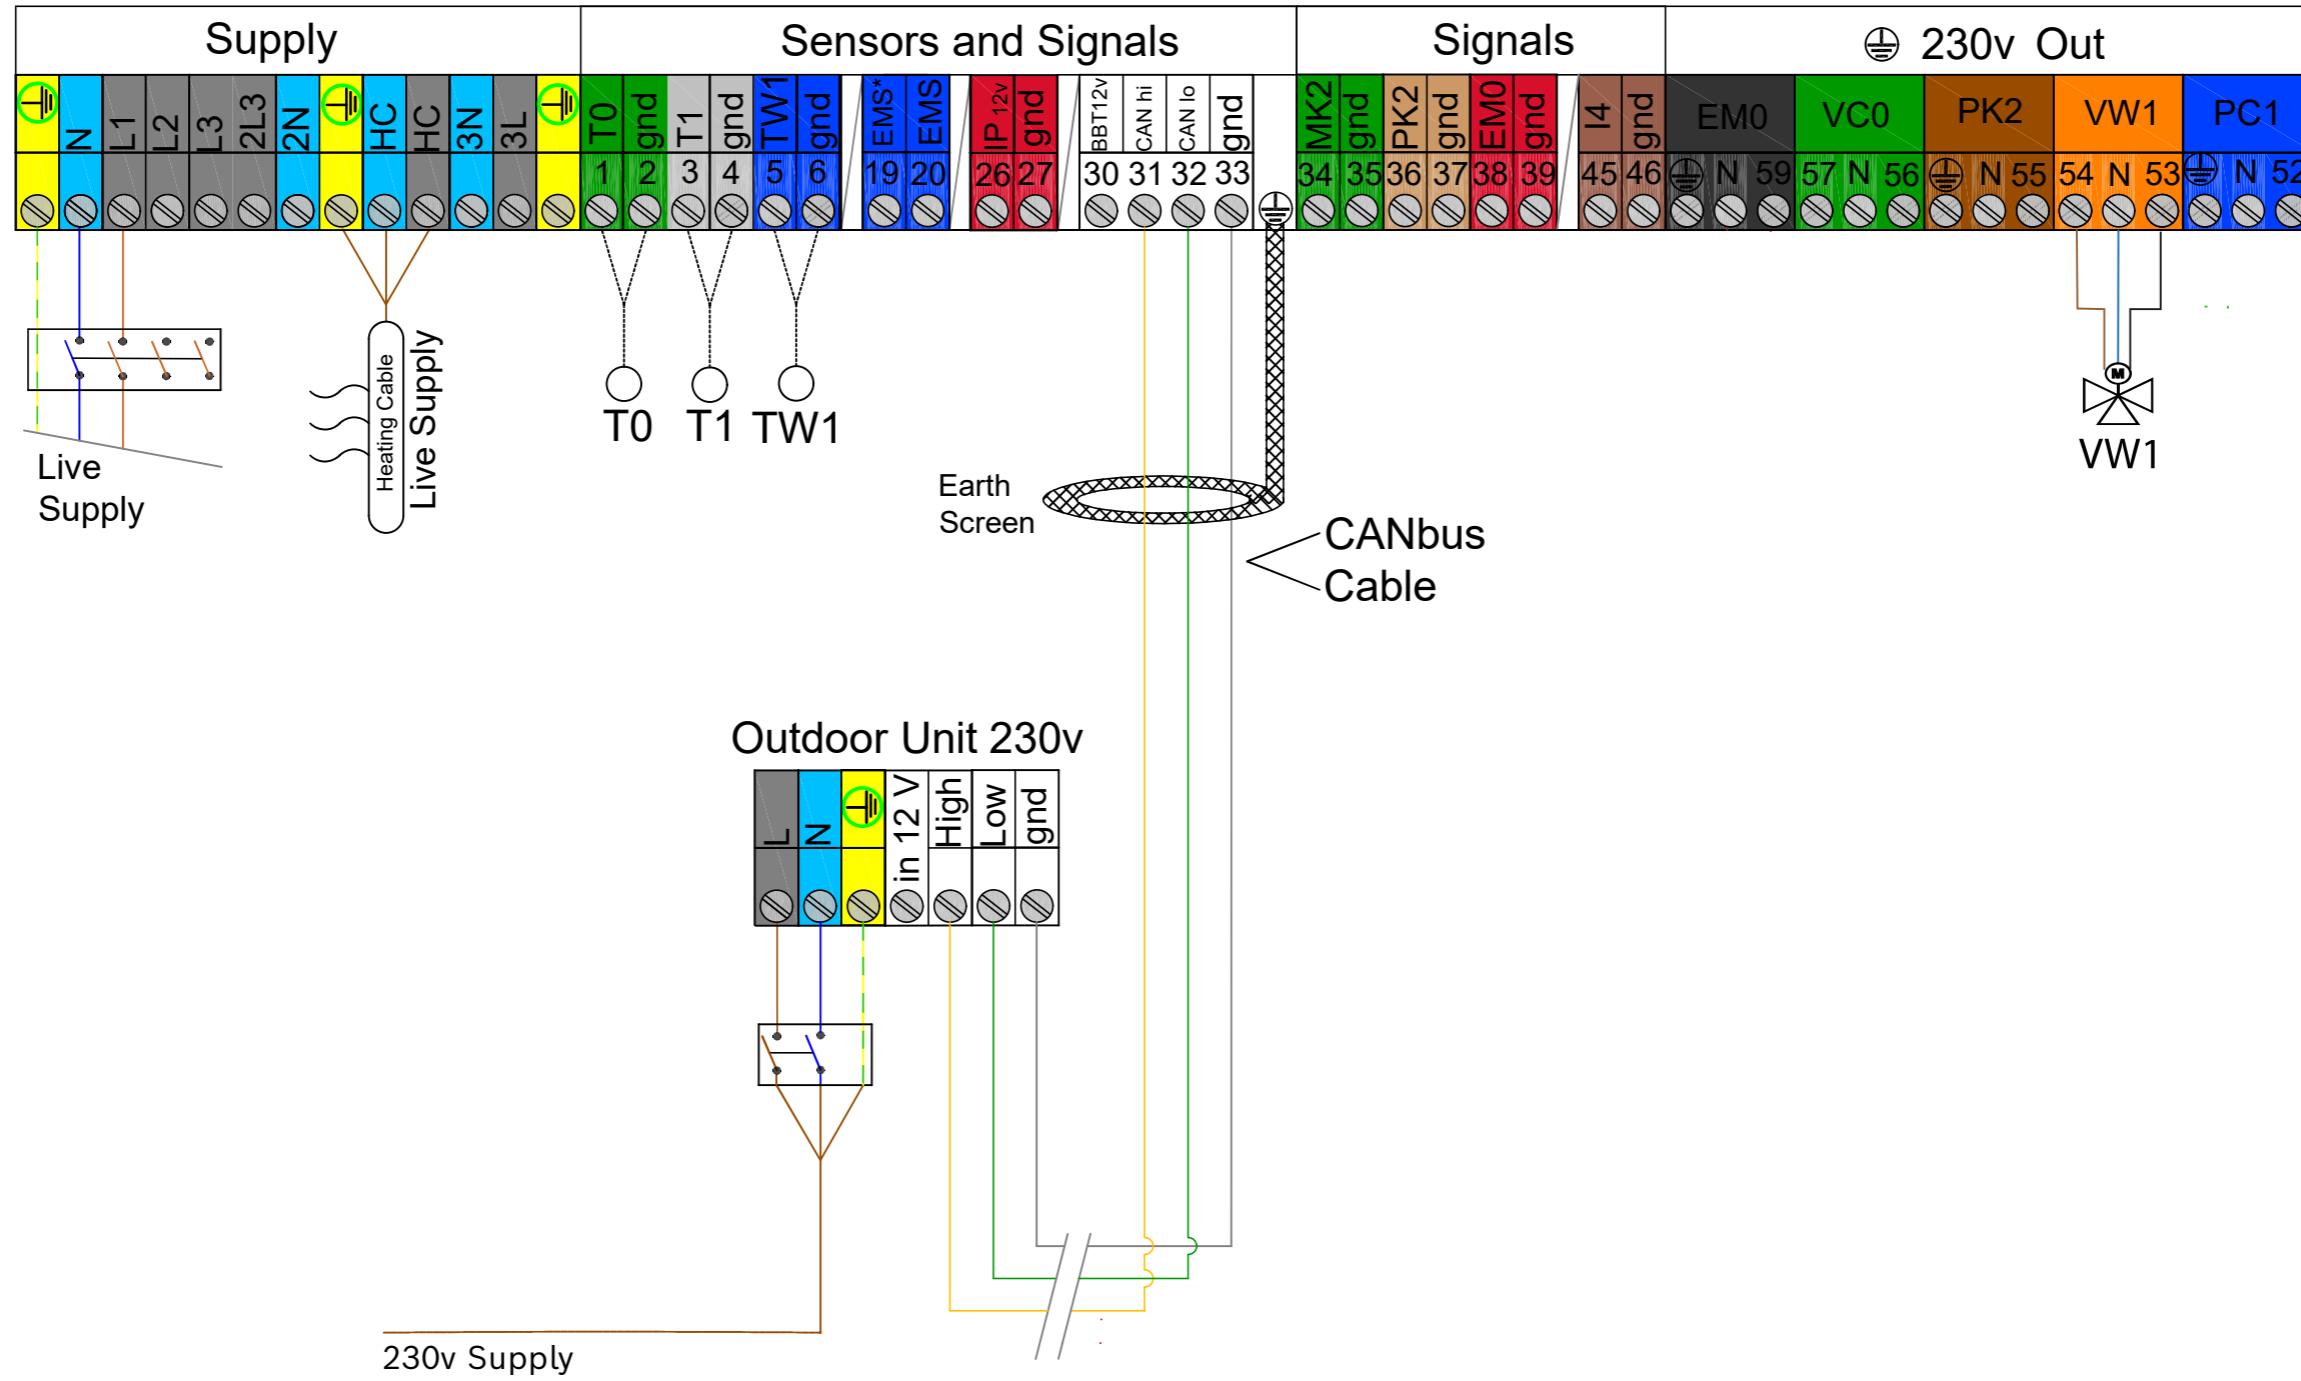 Supply
Sensors and Signals
Signals
230v Out
N
L1
L2
L3
2L3
2N
HC
HC
3N
3L
T0
gnd
T1
gnd
TW1
gnd
EMS*
EMS
IP 12v
gnd
BBT12v
CAN hi
CAN lo
gnd
MK2
gnd
PK2
gnd
EM0
gnd
I4
gnd
EM0
VC0
PK2
VW1
PC1
1 2 3 4 5 6 19 20 26 27 30 31 32 33 34 35 36 37 38 39 45 46 N 59 57 N 56 N 55 54 N 53 N 52
Live
Supply
Heating Cable
Live Supply
T0
T1
TW1
M
VW1
Earth
Screen
CANbus
Cable
Outdoor Unit 230v
L
N
in 12 V
High
Low
gnd
230v Supply